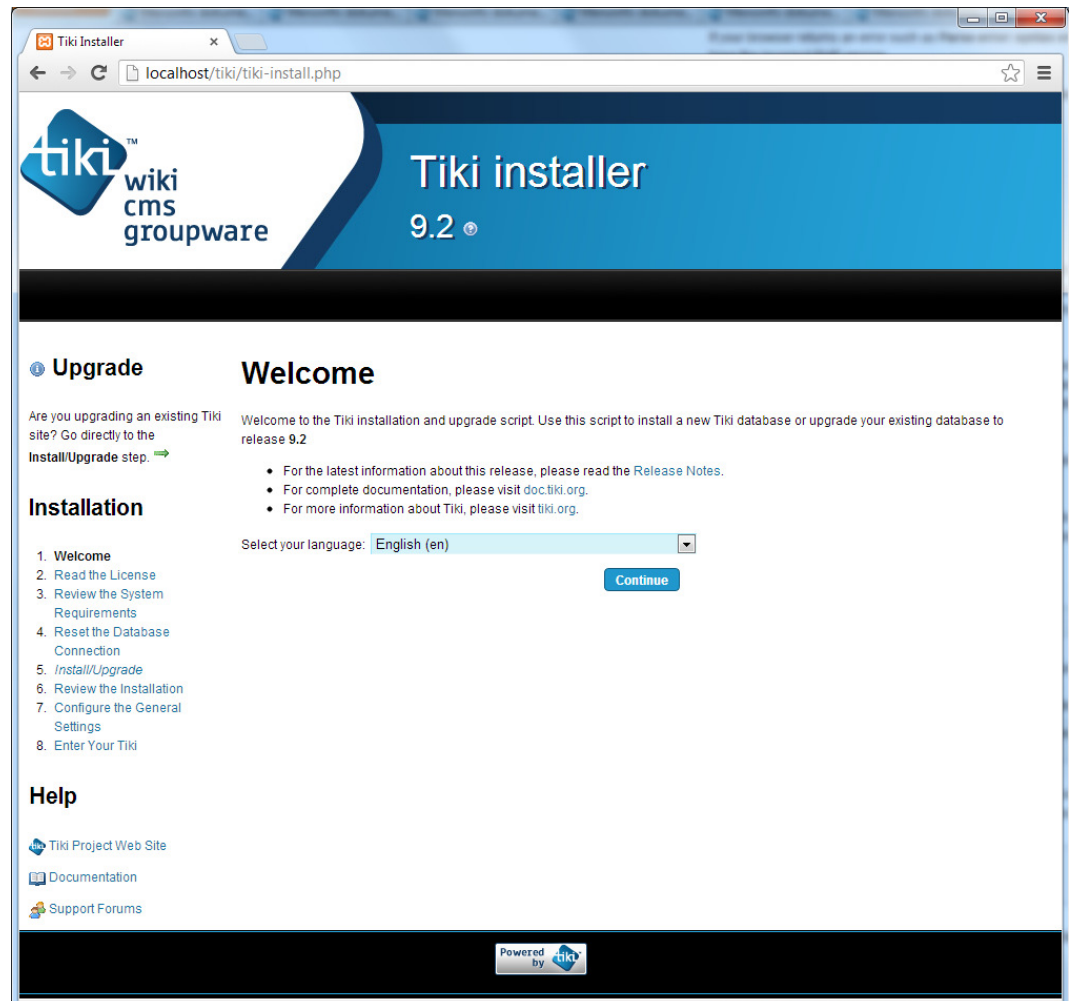 Tiki Installer
localhost/tiki/tiki-install.php
tiki™
wiki
cms
groupware
Tiki installer
9.2
Upgrade
Are you upgrading an existing Tiki
site? Go directly to the
Install/Upgrade step.
Installation
1. Welcome
2. Read the License
3. Review the System
Requirements
4. Reset the Database
Connection
5. Install/Upgrade
6. Review the Installation
7. Configure the General
Settings
8. Enter Your Tiki
Help
Tiki Project Web Site
Documentation
Support Forums
Welcome
Welcome to the Tiki installation and upgrade script. Use this script to install a new Tiki database or upgrade your existing database to
release 9.2
• For the latest information about this release, please read the Release Notes.
• For complete documentation, please visit doc.tiki.org.
• For more information about Tiki, please visit tiki.org.
Select your language: English (en)
Continue
Powered
by tiki